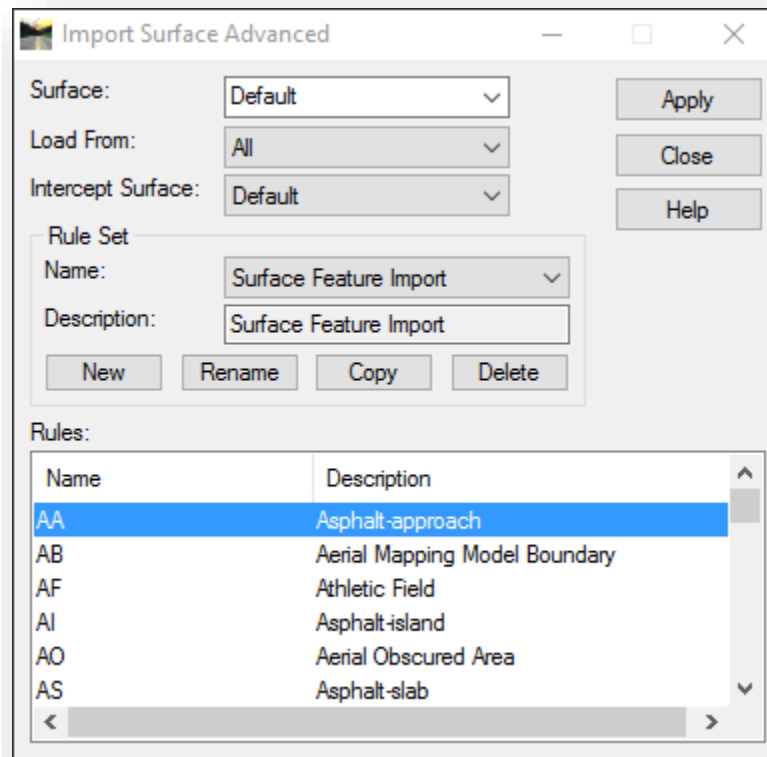 Import Surface Advanced
Surface: Default Apply
Load From: All Close
Intercept Surface: Default Help
Rule Set
Name: Surface Feature Import
Description: Surface Feature Import
New Rename Copy Delete
Rules:
Name Description
AA Asphalt-approach
AB Aerial Mapping Model Boundary
AF Athletic Field
AI Asphalt-island
AO Aerial Obscured Area
AS Asphalt-slab